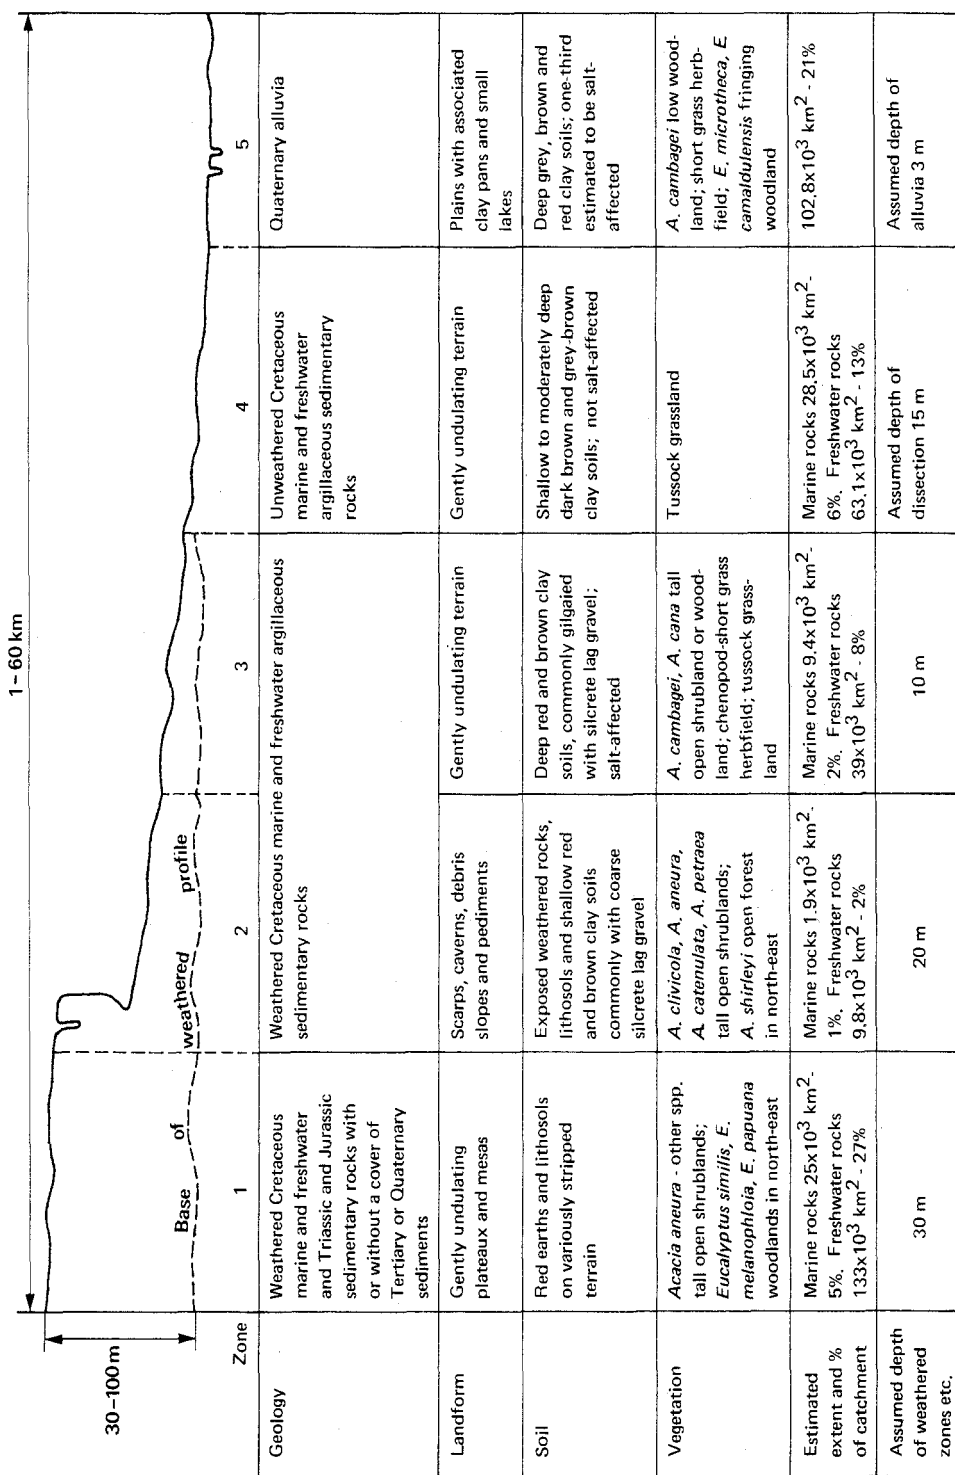 1–60 km
30–100 m
Base of weathered profile
Zone
1
2
3
4
5
Geology
Weathered Cretaceous
marine and freshwater
and Triassic and Jurassic
sedimentary rocks with
or without a cover of
Tertiary or Quaternary
sediments
Weathered Cretaceous marine and freshwater argillaceous
sedimentary rocks
Unweathered Cretaceous
marine and freshwater
argillaceous sedimentary
rocks
Quaternary alluvia
Landform
Gently undulating
plateaux and mesas
Scarps, caverns, debris
slopes and pediments
Gently undulating terrain
Gently undulating terrain
Plains with associated
clay pans and small
lakes
Soil
Red earths and lithosols
on variously stripped
terrain
Exposed weathered rocks,
lithosols and shallow red
and brown clay soils
commonly with coarse
silcrete lag gravel
Deep red and brown clay
soils, commonly gilgaied
with silcrete lag gravel;
salt-affected
Shallow to moderately deep
dark brown and grey-brown
clay soils; not salt-affected
Deep grey, brown and
red clay soils; one-third
estimated to be salt-
affected
Vegetation
Acacia aneura - other spp.
tall open shrublands;
Eucalyptus similis, E.
melanophloia, E. papuana
woodlands in north-east
A. clivicola, A. aneura,
A. catenulata, A. petraea
tall open shrublands;
A. shirleyi open forest
in north-east
A. cambagei, A. cana tall
open shrubland or wood-
land; chenopod-short grass
herbfield; tussock grass-
land
Tussock grassland
A. cambagei low wood-
land; short grass herb-
field; E. microtheca, E.
camaldulensis fringing
woodland
Estimated
extent and %
of catchment
Marine rocks 25x10³ km²-
5%. Freshwater rocks
133x10³ km² - 27%
Marine rocks 1.9x10³ km²-
1%. Freshwater rocks
9.8x10³ km² - 2%
Marine rocks 9.4x10³ km²-
2%. Freshwater rocks
39x10³ km² - 8%
Marine rocks 28.5x10³ km²-
6%. Freshwater rocks
63.1x10³ km² - 13%
102.8x10³ km² - 21%
Assumed depth
of weathered
zones etc.
30 m
20 m
10 m
Assumed depth of
dissection 15 m
Assumed depth of
alluvia 3 m